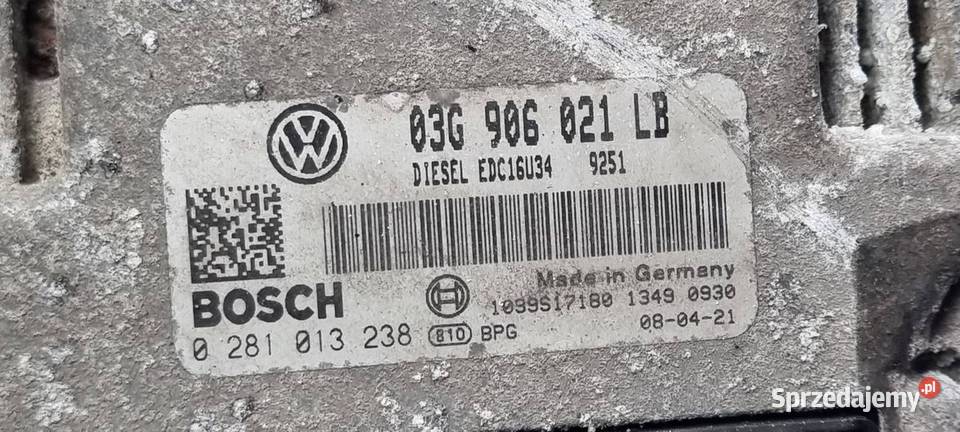 03G 906 021 LB
DIESEL EDC16U34 9251
Made in Germany
BOSCH
1099S17180 1349 0930
0 281 013 238 810 BPG
08-04-21
Sprzedajemy.pl